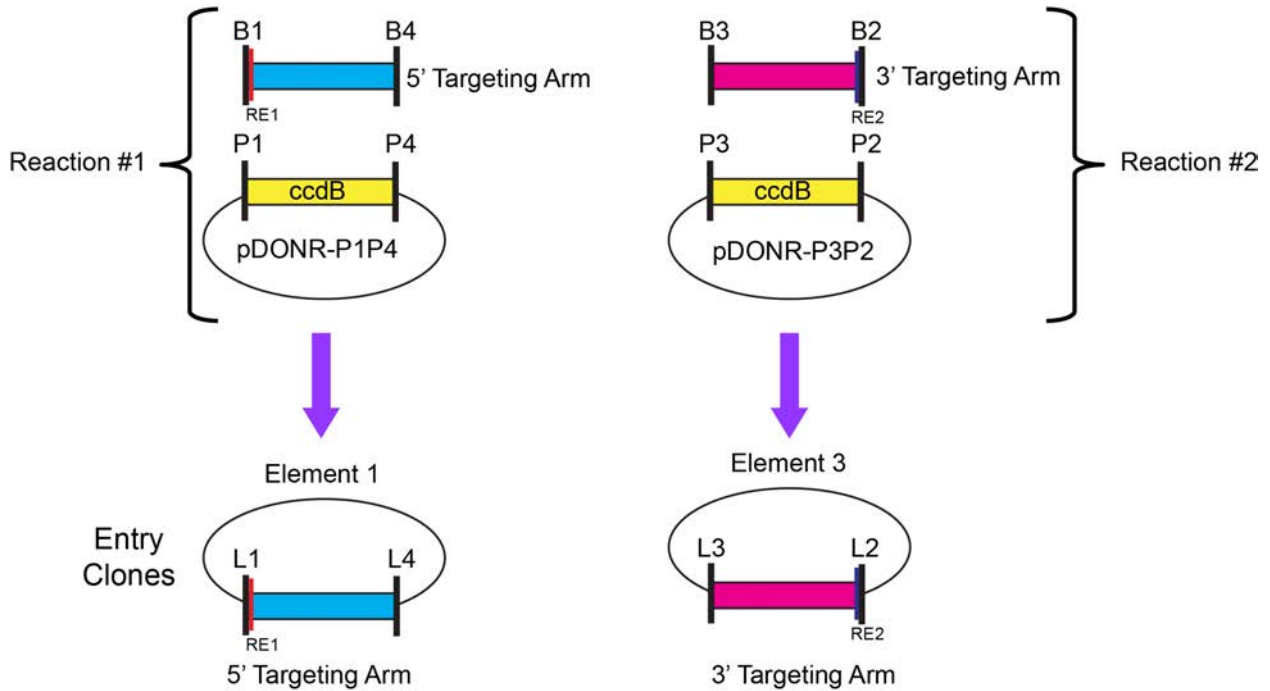 B1
B4
5’ Targeting Arm
RE1
P1
P4
ccdB
pDONR-P1P4
Reaction #1
B3
B2
3’ Targeting Arm
RE2
P3
P2
ccdB
pDONR-P3P2
Reaction #2
Element 1
Entry
Clones
L1
L4
RE1
5’ Targeting Arm
Element 3
L3
L2
RE2
3’ Targeting Arm